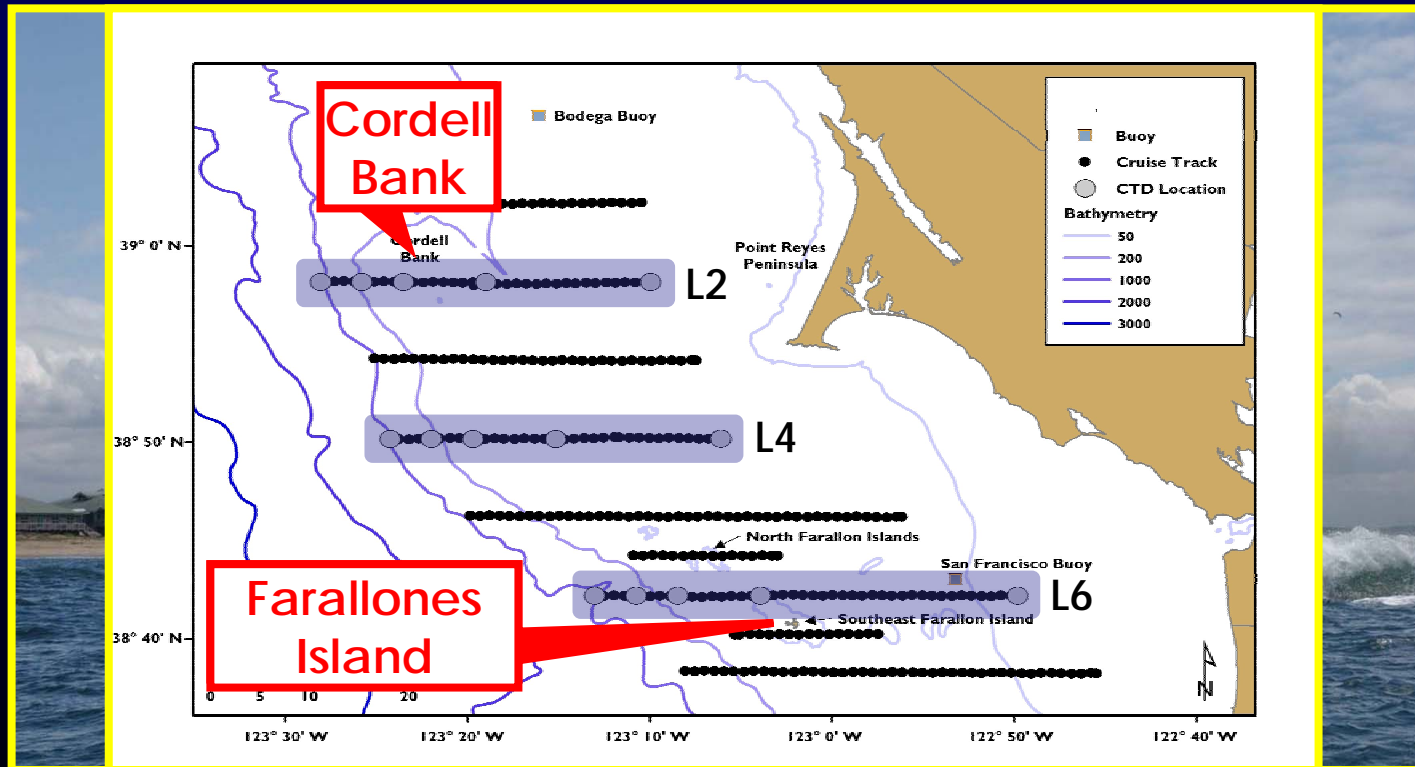 Cordell
Bank
Bodega Buoy
Buoy
Cruise Track
CTD Location
Bathymetry
50
200
1000
2000
3000
39° 0' N
Cordell
Bank
Point Reyes
Peninsula
L2
38° 50' N
L4
North Farallon Islands
San Francisco Buoy
Farallones
Island
L6
38° 40' N
Southeast Farallon Island
0 5 10 20
N
123° 30' W 123° 20' W 123° 10' W 123° 0' W 122° 50' W 122° 40' W